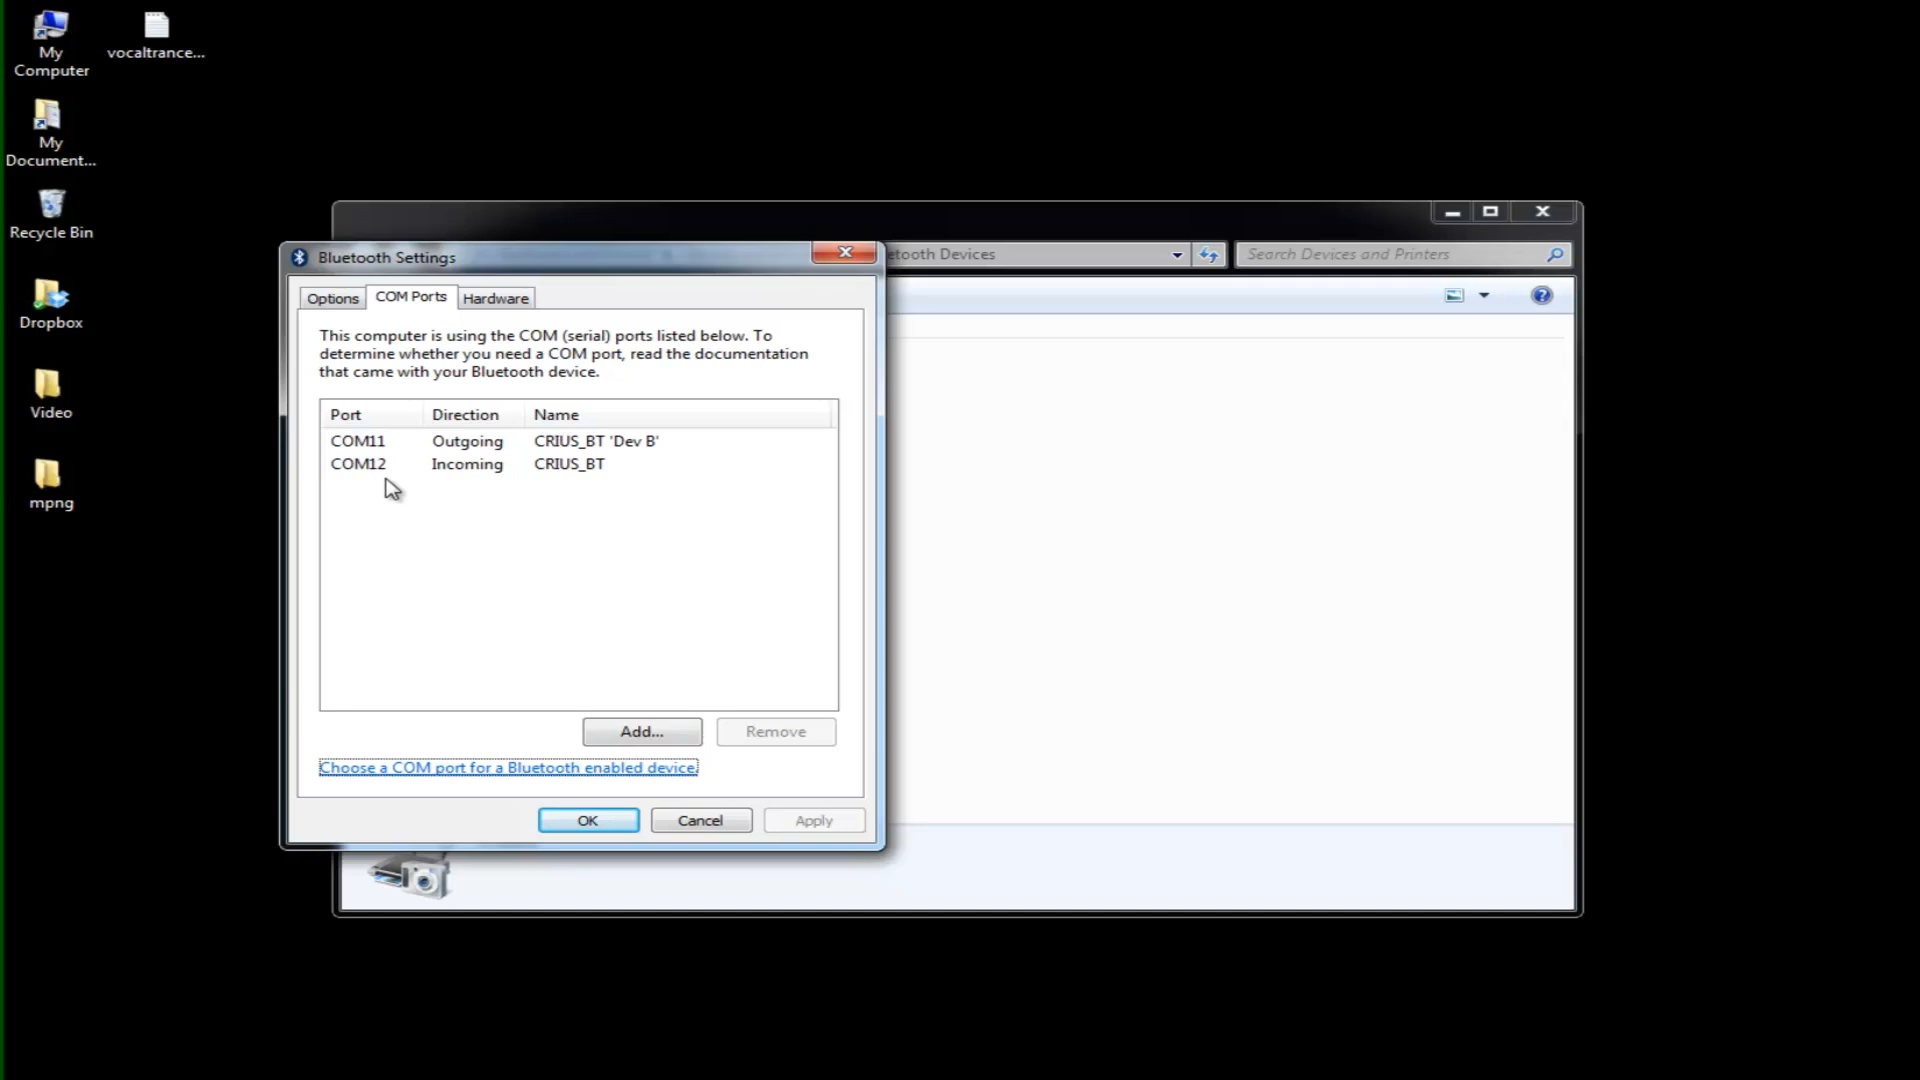 My
Computer
vocaltrance...
My
Document...
Recycle Bin
Dropbox
Video
mpng
etooth Devices
Search Devices and Printers
Bluetooth Settings
Options
COM Ports
Hardware
This computer is using the COM (serial) ports listed below. To
determine whether you need a COM port, read the documentation
that came with your Bluetooth device.
Port Direction Name
COM11 Outgoing CRIUS_BT 'Dev B'
COM12 Incoming CRIUS_BT
Add...
Remove
Choose a COM port for a Bluetooth enabled device.
OK
Cancel
Apply